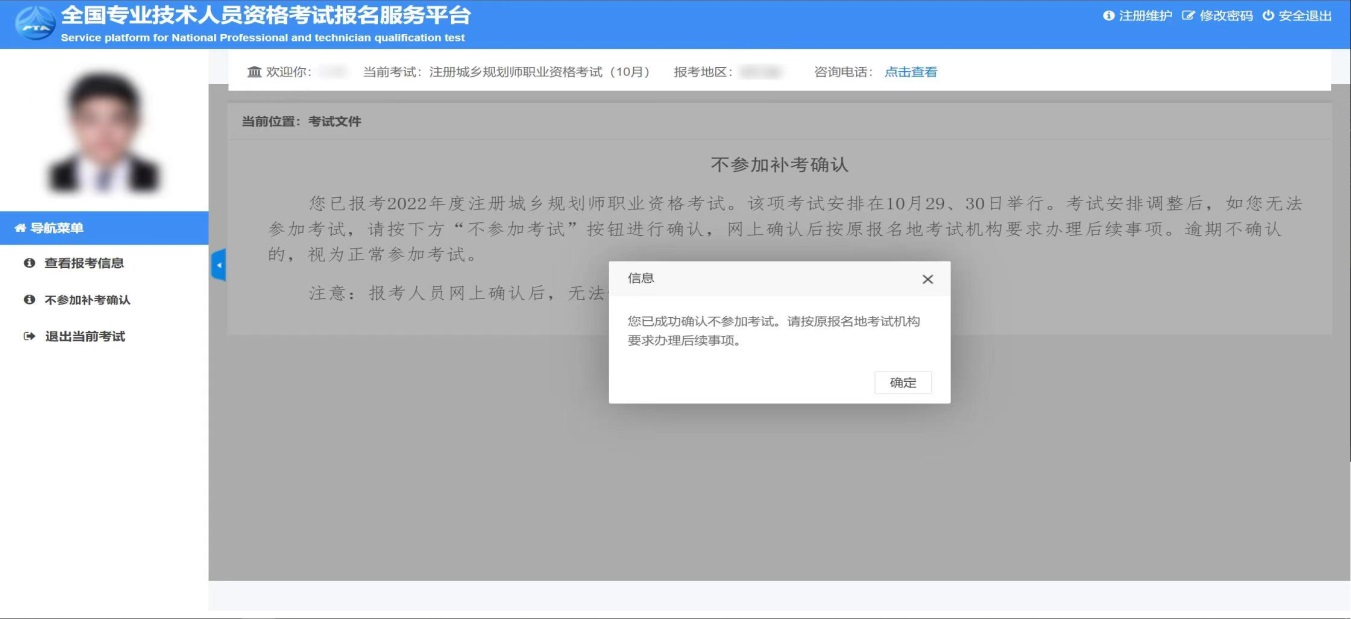 全国专业技术人员资格考试报名服务平台
Service platform for National Professional and technician qualification test
注册维护 修改密码 安全退出
欢迎你： 当前考试：注册城乡规划师职业资格考试（10月） 报考地区： 咨询电话： 点击查看
导航菜单
查看报考信息
不参加补考确认
退出当前考试
当前位置：考试文件
不参加补考确认
您已报考2022年度注册城乡规划师职业资格考试。该项考试安排在10月29、30日举行。考试安排调整后，如您无法
参加考试，请按下方“不参加考试”按钮进行确认，网上确认后按原报名地考试机构要求办理后续事项。逾期不确认
的，视为正常参加考试。
注意：报考人员网上确认后，无法
信息
您已成功确认不参加考试。请按原报名地考试机构
要求办理后续事项。
确定